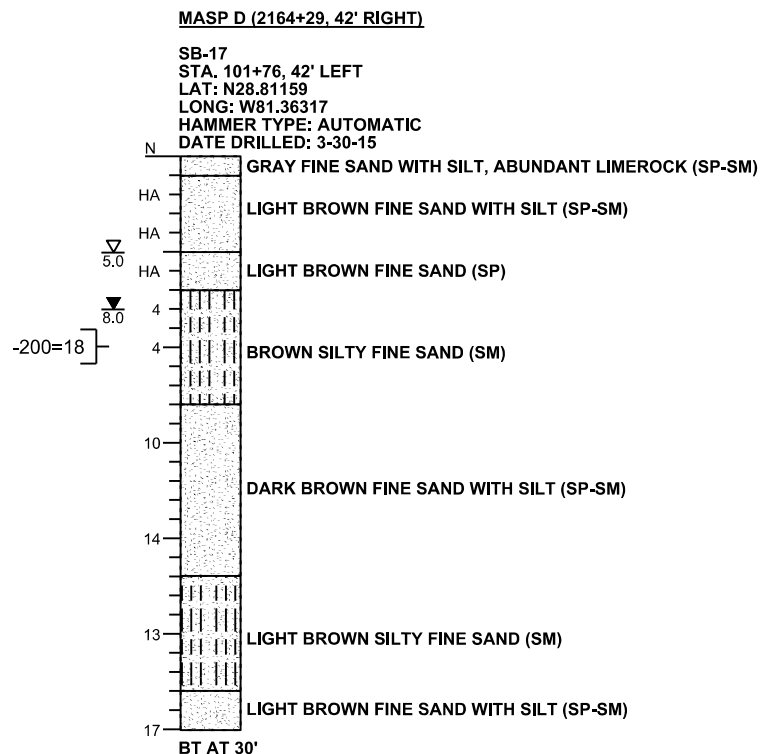 MASP D (2164+29, 42' RIGHT)
SB-17
STA. 101+76, 42' LEFT
LAT: N28.81159
LONG: W81.36317
HAMMER TYPE: AUTOMATIC
DATE DRILLED: 3-30-15
N
GRAY FINE SAND WITH SILT, ABUNDANT LIMEROCK (SP-SM)
HA
LIGHT BROWN FINE SAND WITH SILT (SP-SM)
HA
5.0
HA
LIGHT BROWN FINE SAND (SP)
8.0
4
-200=18
4
BROWN SILTY FINE SAND (SM)
10
DARK BROWN FINE SAND WITH SILT (SP-SM)
14
13
LIGHT BROWN SILTY FINE SAND (SM)
LIGHT BROWN FINE SAND WITH SILT (SP-SM)
17
BT AT 30'